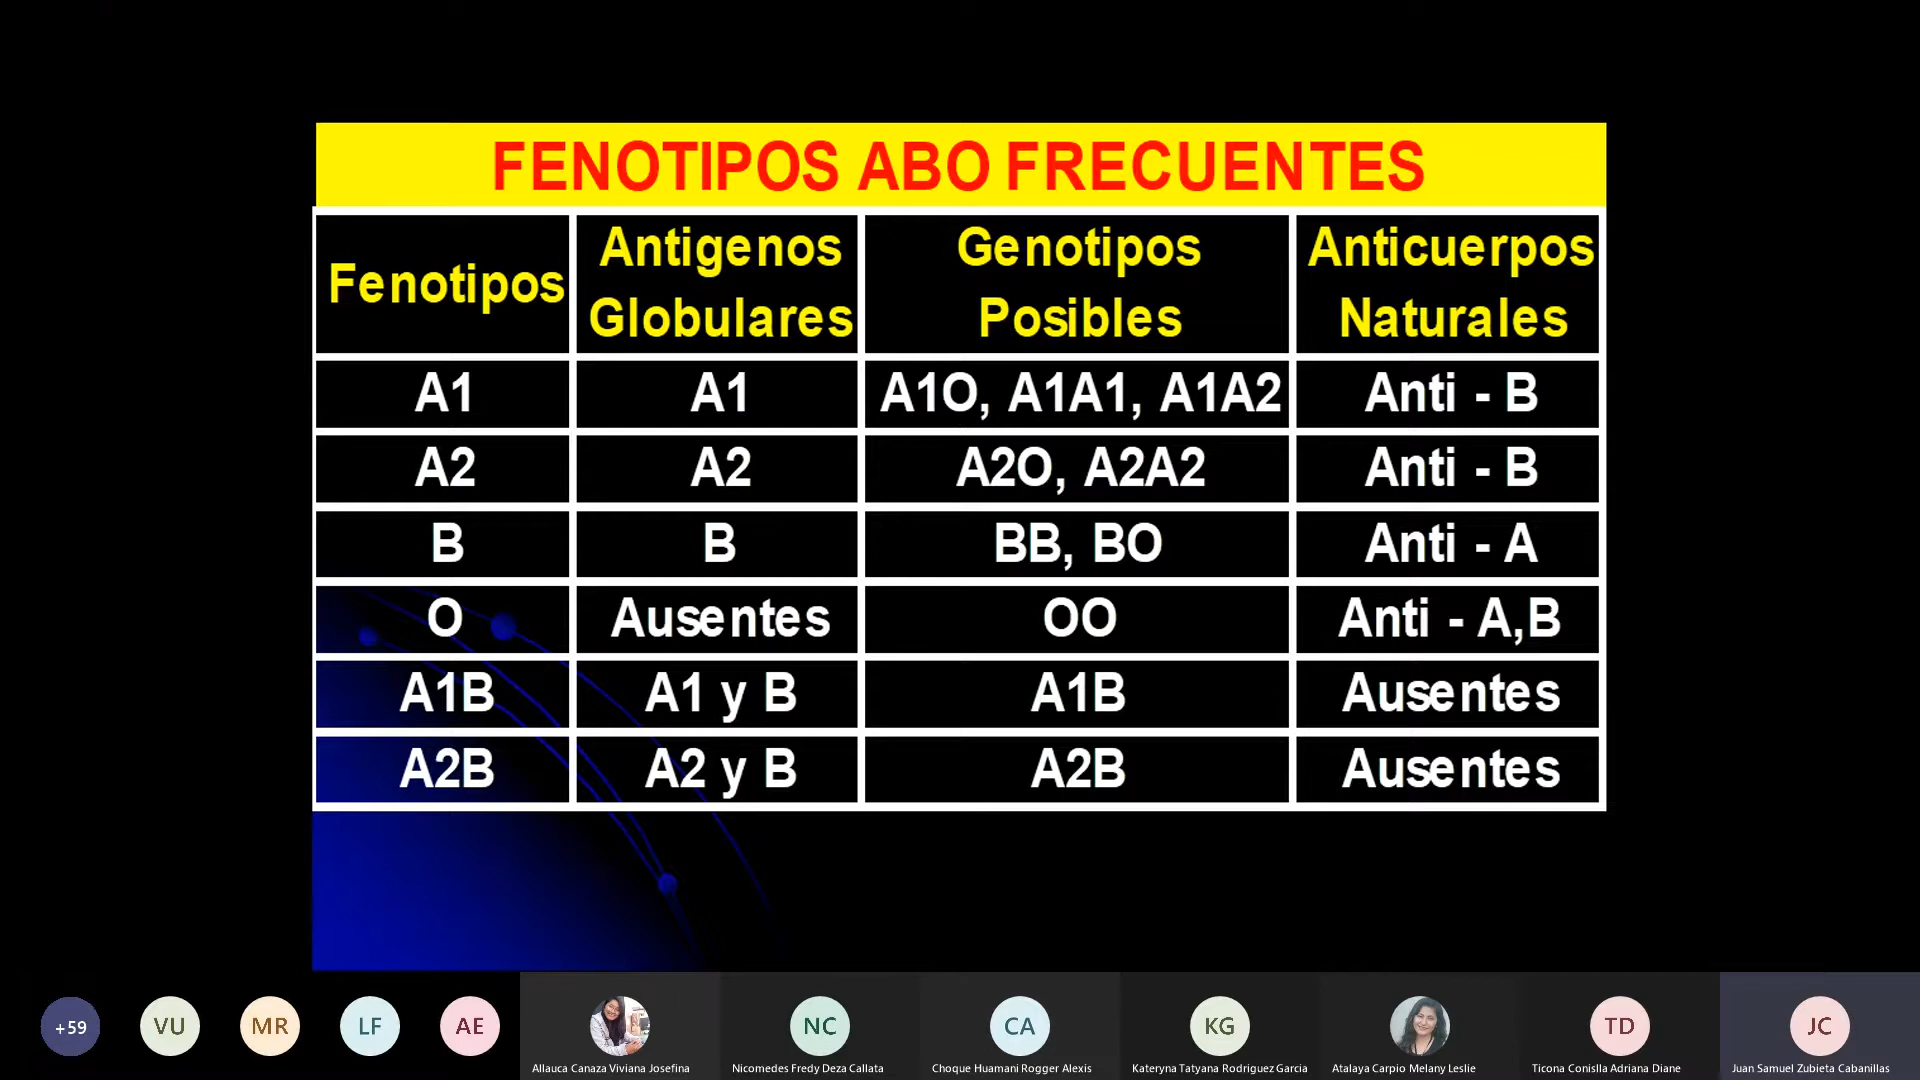 FENOTIPOS ABO FRECUENTES
Fenotipos
Antigenos
Globulares
Genotipos
Posibles
Anticuerpos
Naturales
A1 A1 A1O, A1A1, A1A2 Anti - B
A2 A2 A2O, A2A2 Anti - B
B B BB, BO Anti - A
O Ausentes OO Anti - A,B
A1B A1 y B A1B Ausentes
A2B A2 y B A2B Ausentes
+59 VU MR LF AE NC CA KG TD JC
Allauca Canaza Viviana Josefina
Nicomedes Fredy Deza Callata
Choque Huamani Rogger Alexis
Kateryna Tatyana Rodriguez Garcia
Atalaya Carpio Melany Leslie
Ticona Conislla Adriana Diane
Juan Samuel Zubieta Cabanillas